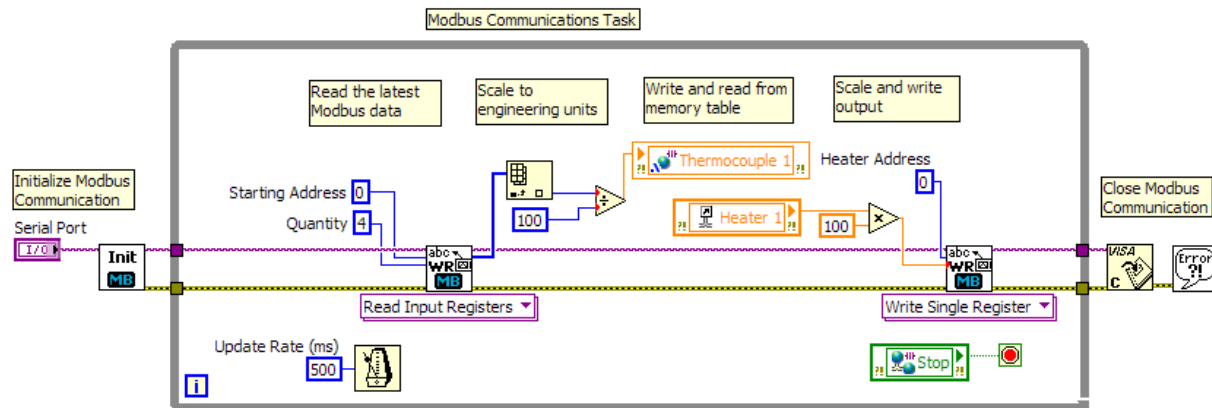 Modbus Communications Task
Read the latest
Modbus data
Scale to
engineering units
Write and read from
memory table
Scale and write
output
Initialize Modbus
Communication
Serial Port
I/O
Init
MB
Starting Address 0
Quantity 4
100
Thermocouple 1
?!
?!
Heater 1
?!
?!
100
Heater Address
0
abc
WR
MB
Read Input Registers
abc
WR
MB
Write Single Register
Close Modbus
Communication
VISA
C
Error
?!
Update Rate (ms)
500
i
Stop
?!
?!